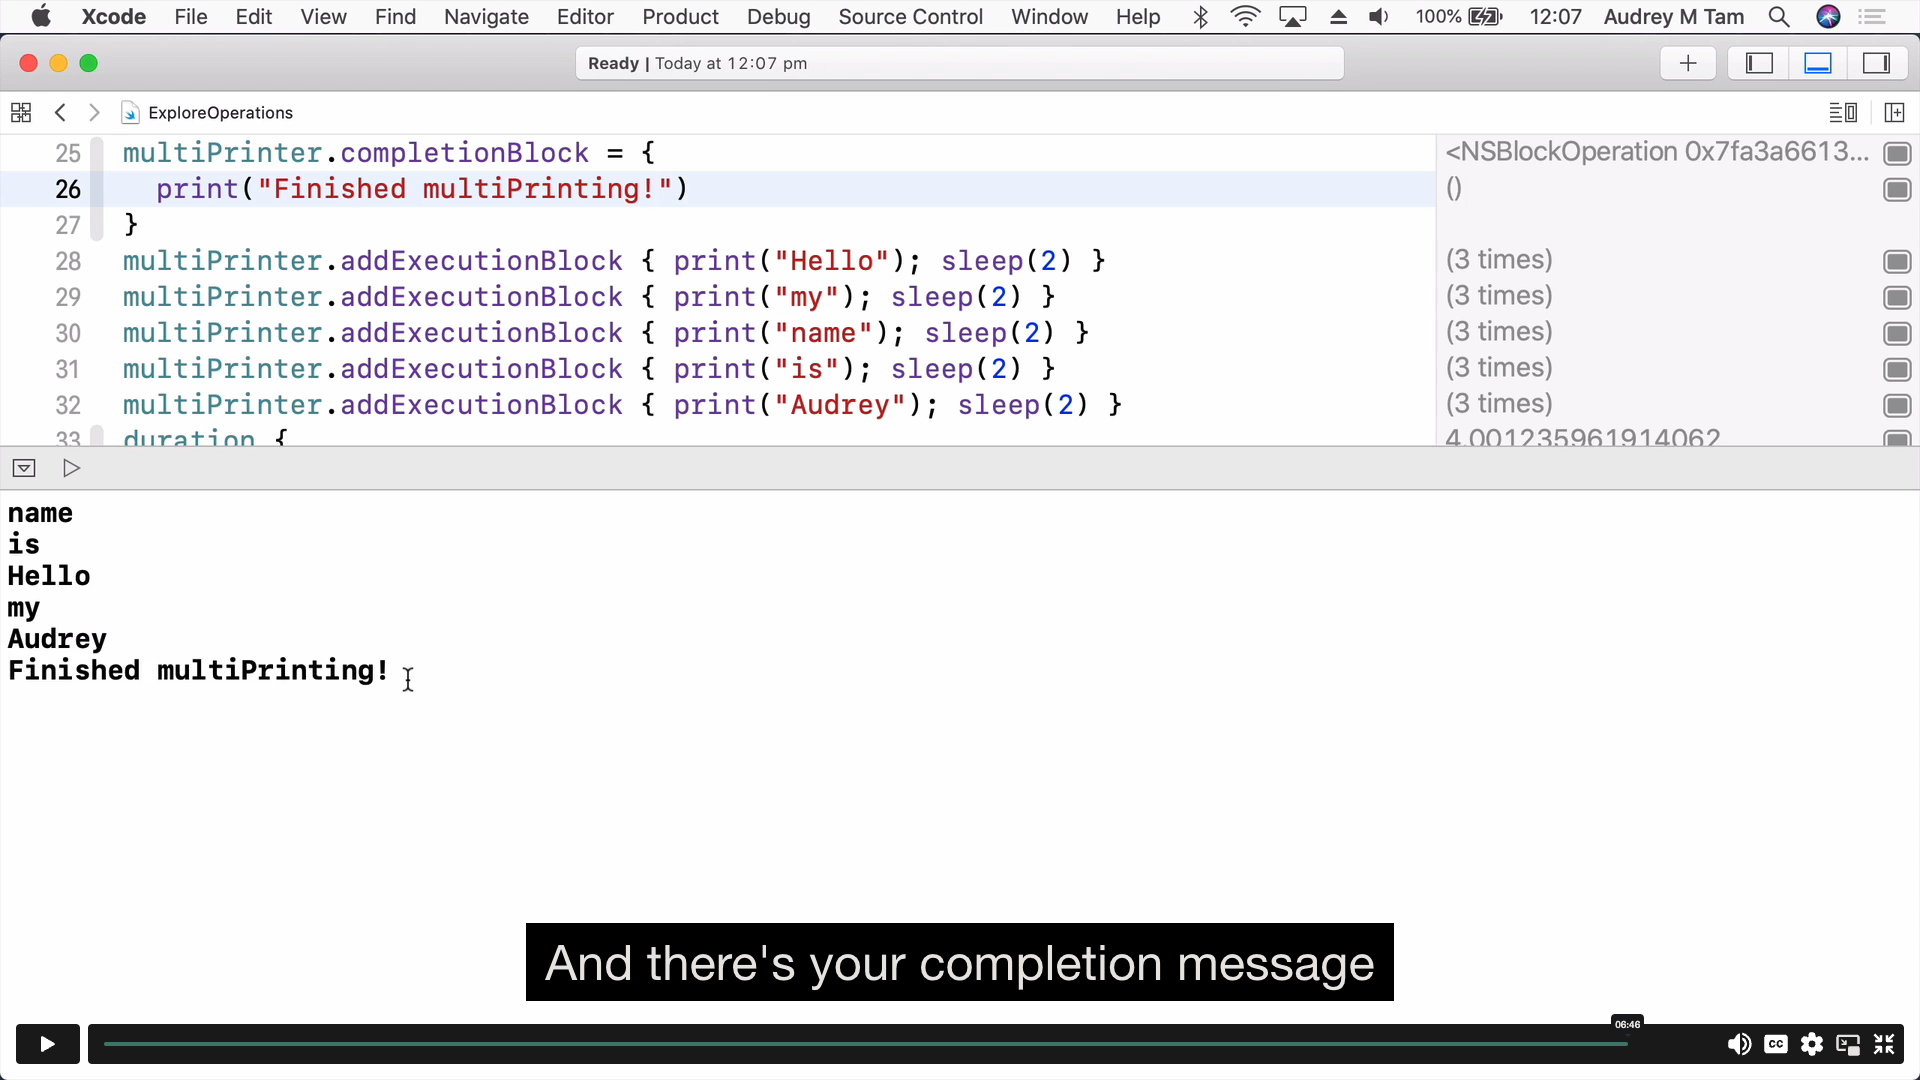 Xcode File Edit View Find Navigate Editor Product Debug Source Control Window Help 100% 12:07 Audrey M Tam
Ready | Today at 12:07 pm
ExploreOperations
25 multiPrinter.completionBlock = { <NSBlockOperation 0x7fa3a6613...
26 print("Finished multiPrinting!") ()
27 }
28 multiPrinter.addExecutionBlock { print("Hello"); sleep(2) } (3 times)
29 multiPrinter.addExecutionBlock { print("my"); sleep(2) } (3 times)
30 multiPrinter.addExecutionBlock { print("name"); sleep(2) } (3 times)
31 multiPrinter.addExecutionBlock { print("is"); sleep(2) } (3 times)
32 multiPrinter.addExecutionBlock { print("Audrey"); sleep(2) } (3 times)
33 duration { 4.001235961914062
name
is
Hello
my
Audrey
Finished multiPrinting!
And there's your completion message
06:46
CC